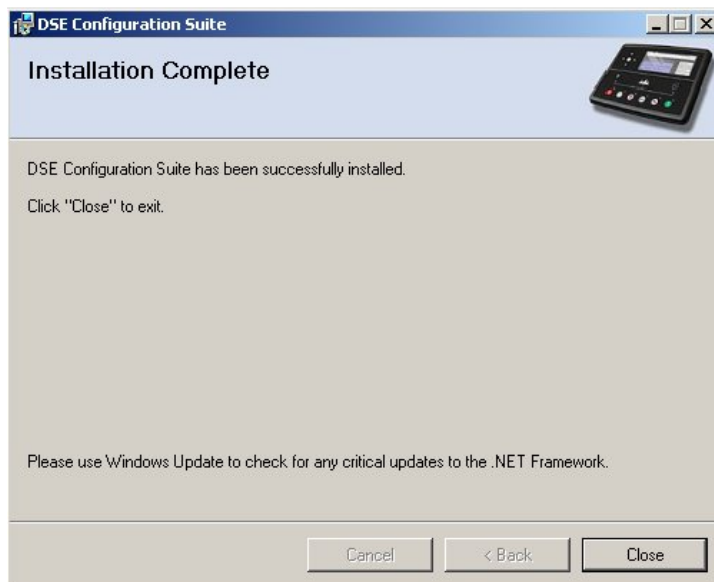 DSE Configuration Suite
Installation Complete
DSE Configuration Suite has been successfully installed.
Click "Close" to exit.
Please use Windows Update to check for any critical updates to the .NET Framework.
Cancel
< Back
Close